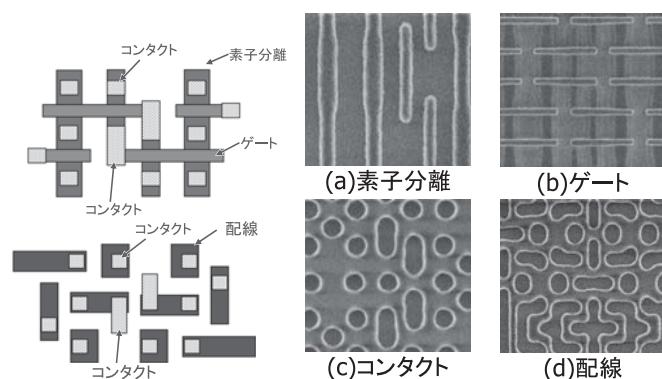 コンタクト
素子分離
ゲート
コンタクト
コンタクト
配線
コンタクト
(a)素子分離
(b)ゲート
(c)コンタクト
(d)配線